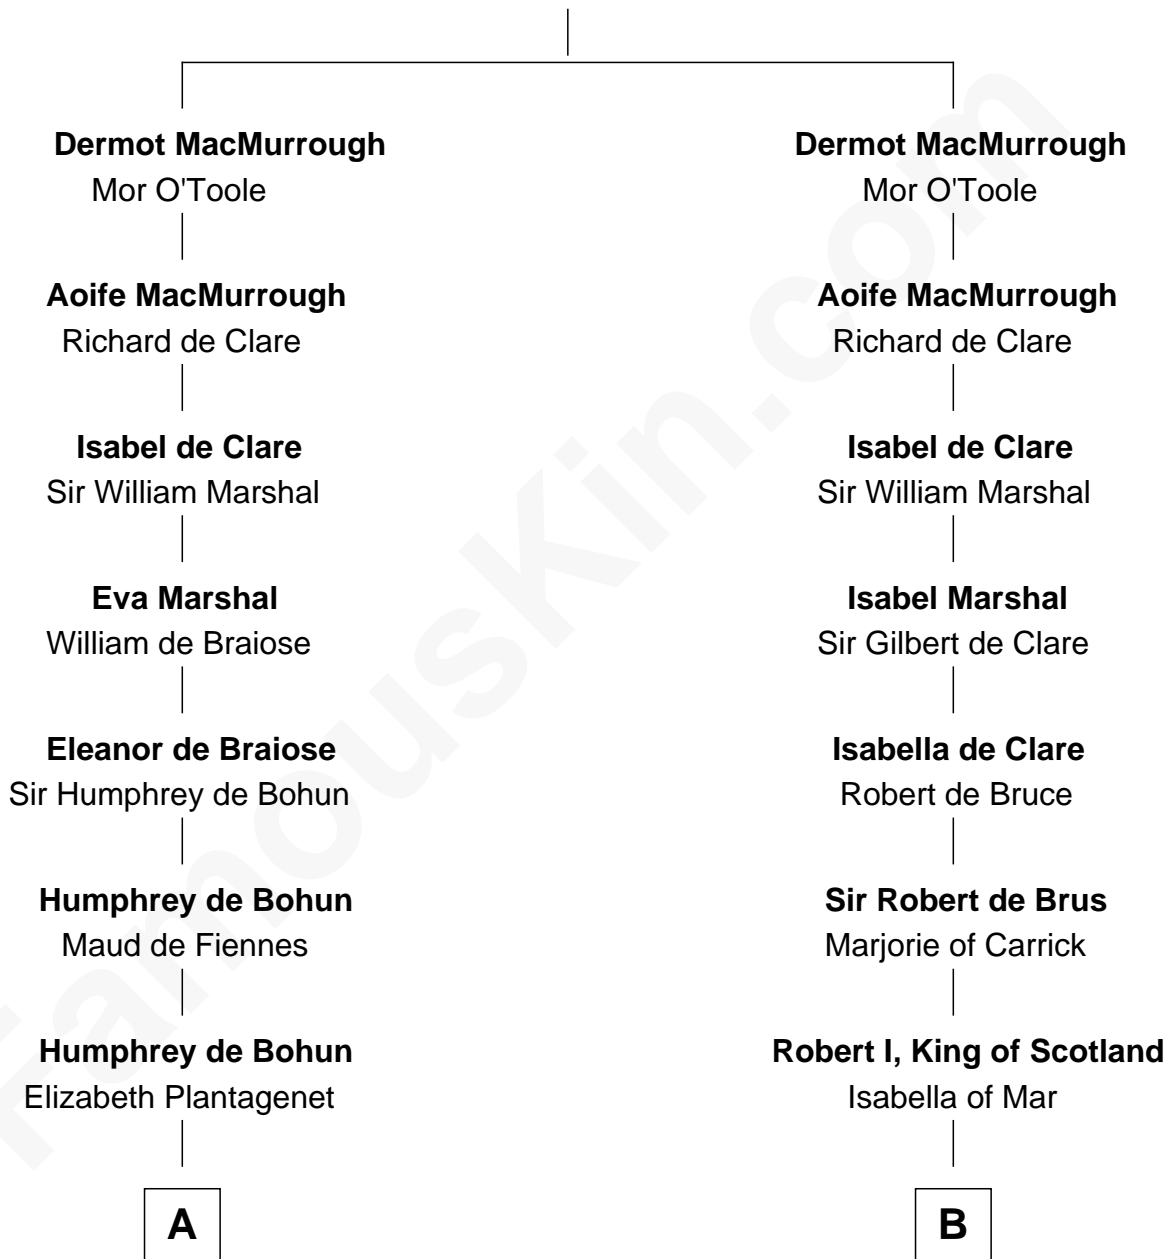 Dermot MacMurrough
Mor O'Toole
Aoife MacMurrough
Richard de Clare
Isabel de Clare
Sir William Marshal
Eva Marshal
William de Braiose
Eleanor de Braiose
Sir Humphrey de Bohun
Humphrey de Bohun
Maud de Fiennes
Humphrey de Bohun
Elizabeth Plantagenet
A
Dermot MacMurrough
Mor O'Toole
Aoife MacMurrough
Richard de Clare
Isabel de Clare
Sir William Marshal
Isabel Marshal
Sir Gilbert de Clare
Isabella de Clare
Robert de Bruce
Sir Robert de Brus
Marjorie of Carrick
Robert I, King of Scotland
Isabella of Mar
B
FamousKin.com